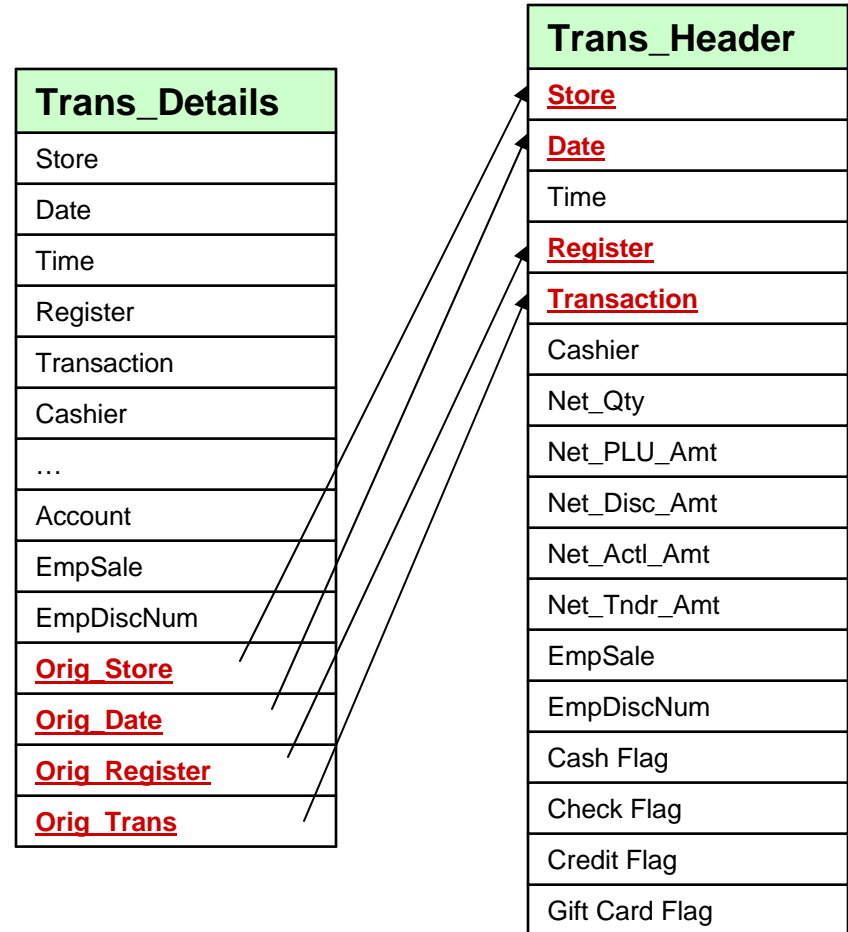 Trans_Details
Store
Date
Time
Register
Transaction
Cashier
…
Account
EmpSale
EmpDiscNum
Orig_Store
Orig_Date
Orig_Register
Orig_Trans
Trans_Header
Store
Date
Time
Register
Transaction
Cashier
Net_Qty
Net_PLU_Amt
Net_Disc_Amt
Net_Actl_Amt
Net_Tndr_Amt
EmpSale
EmpDiscNum
Cash Flag
Check Flag
Credit Flag
Gift Card Flag